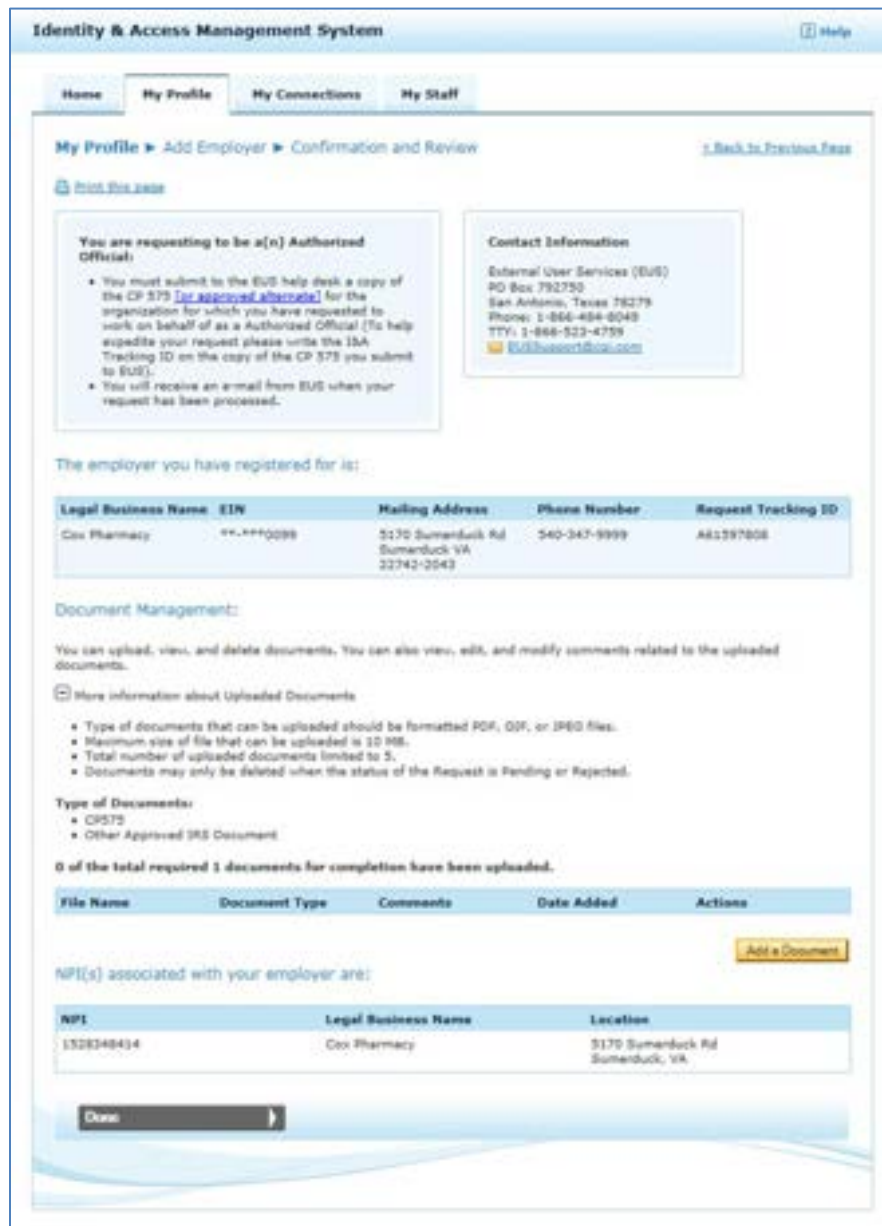 Identity & Access Management System
Help
Home
My Profile
My Connections
My Staff
My Profile ▶ Add Employer ▶ Confirmation and Review
Back to Previous Page
Print this page
You are requesting to be a[n] Authorized
Official:
• You must submit to the EUS help desk a copy of
the CP 575 [or approved alternate] for the
organization for which you have requested to
work on behalf of as a Authorized Official (To help
expedite your request please write the I&A
Tracking ID on the copy of the CP 575 you submit
to EUS).
• You will receive an e-mail from EUS when your
request has been processed.
Contact Information
External User Services (EUS)
PO Box 792750
San Antonio, Texas 78279
Phone: 1-866-484-8049
TTY: 1-866-523-4759
EUSSupport@cgi.com
The employer you have registered for is:
Legal Business Name EIN Mailing Address Phone Number Request Tracking ID
Cox Pharmacy **-***0099 5170 Sumerduck Rd 540-347-9999 A61597808
Sumerduck VA
22742-2043
Document Management:
You can upload, view, and delete documents. You can also view, edit, and modify comments related to the uploaded
documents.
More information about Uploaded Documents
• Type of documents that can be uploaded should be formatted PDF, GIF, or JPEG files.
• Maximum size of file that can be uploaded is 10 MB.
• Total number of uploaded documents limited to 5.
• Documents may only be deleted when the status of the Request is Pending or Rejected.
Type of Documents:
• CP575
• Other Approved IRS Document
0 of the total required 1 documents for completion have been uploaded.
File Name Document Type Comments Date Added Actions
Add a Document
NPI(s) associated with your employer are:
NPI Legal Business Name Location
1528348414 Cox Pharmacy 5170 Sumerduck Rd
Sumerduck, VA
Done